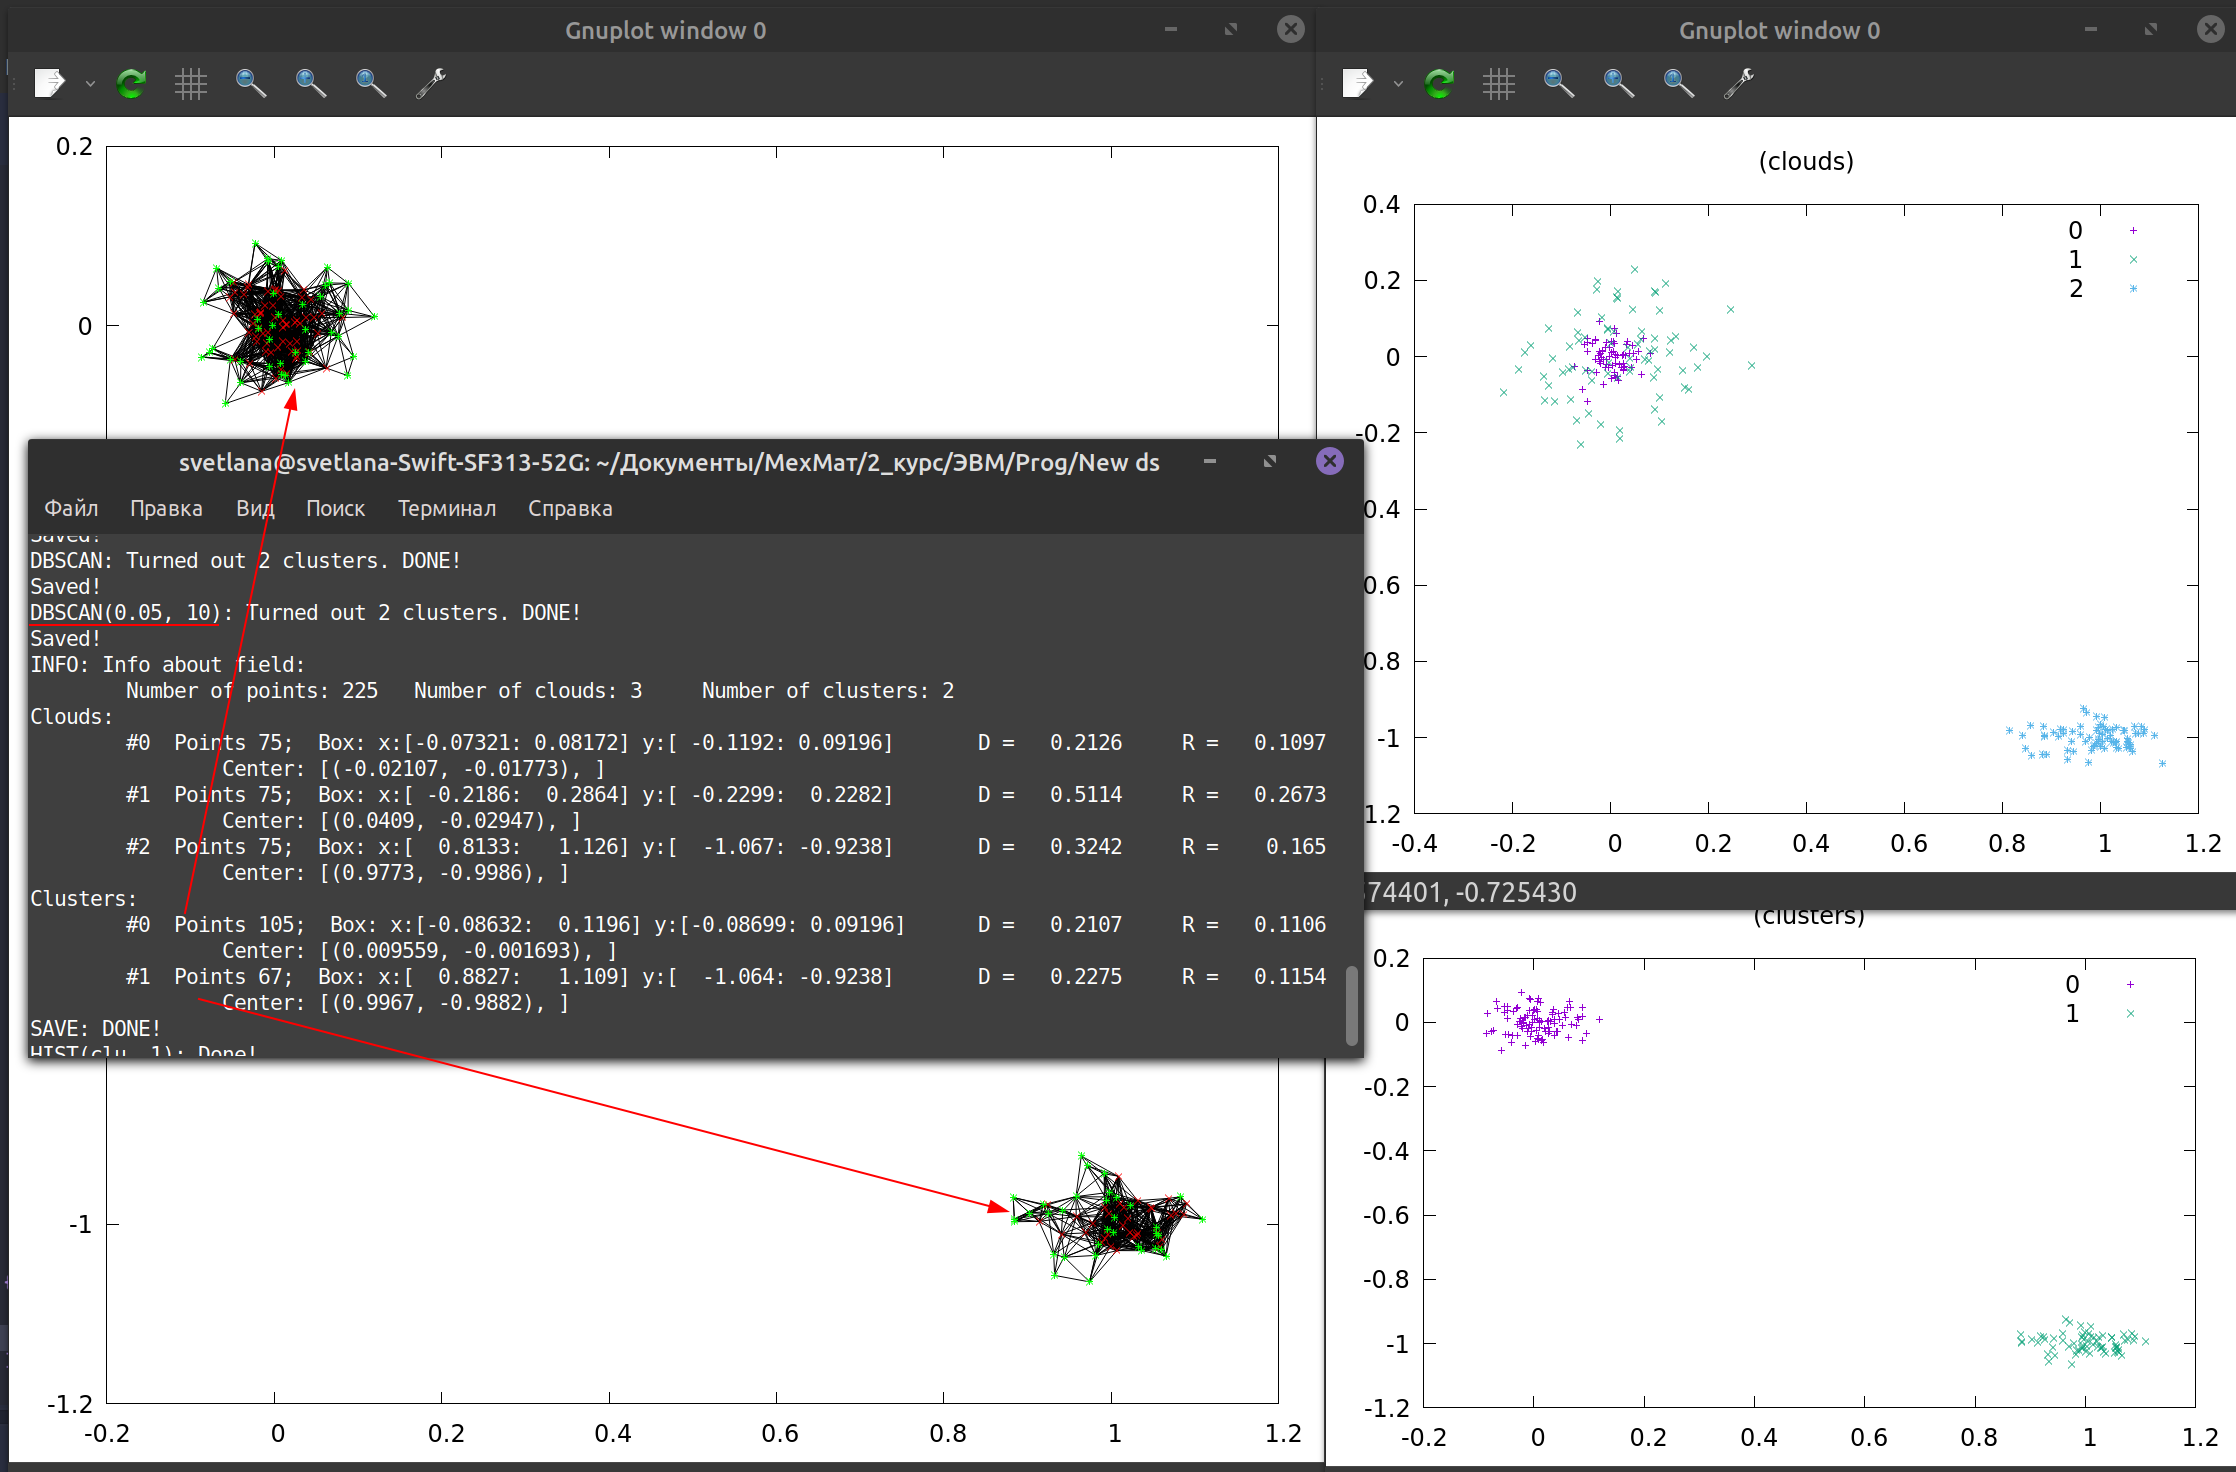 Gnuplot window 0
0.2
0
-1
-1.2
-0.2 0 0.2 0.4 0.6 0.8 1 1.2
Gnuplot window 0
(clouds)
0.4
0.2
0
-0.2
0.4
0.6
0.8
-1
1.2
-0.4 -0.2 0 0.2 0.4 0.6 0.8 1 1.2
0
1
2
74401, -0.725430
(clusters)
0.2
0
-0.2
-0.4
-0.6
-0.8
-1
-1.2
-0.2 0 0.2 0.4 0.6 0.8 1 1.2
0
1
svetlana@svetlana-Swift-SF313-52G: ~/Документы/МехМат/2_курс/ЭВМ/Prog/New ds
Файл Правка Вид Поиск Терминал Справка
Saved!
DBSCAN: Turned out 2 clusters. DONE!
Saved!
DBSCAN(0.05, 10): Turned out 2 clusters. DONE!
Saved!
INFO: Info about field:
Number of points: 225 Number of clouds: 3 Number of clusters: 2
Clouds:
#0 Points 75; Box: x:[-0.07321: 0.08172] y:[ -0.1192: 0.09196] D = 0.2126 R = 0.1097
Center: [(-0.02107, -0.01773), ]
#1 Points 75; Box: x:[ -0.2186: 0.2864] y:[ -0.2299: 0.2282] D = 0.5114 R = 0.2673
Center: [(0.0409, -0.02947), ]
#2 Points 75; Box: x:[ 0.8133: 1.126] y:[ -1.067: -0.9238] D = 0.3242 R = 0.165
Center: [(0.9773, -0.9986), ]
Clusters:
#0 Points 105; Box: x:[-0.08632: 0.1196] y:[-0.08699: 0.09196] D = 0.2107 R = 0.1106
Center: [(0.009559, -0.001693), ]
#1 Points 67; Box: x:[ 0.8827: 1.109] y:[ -1.064: -0.9238] D = 0.2275 R = 0.1154
Center: [(0.9967, -0.9882), ]
SAVE: DONE!
HIST(clu, 1): Done!